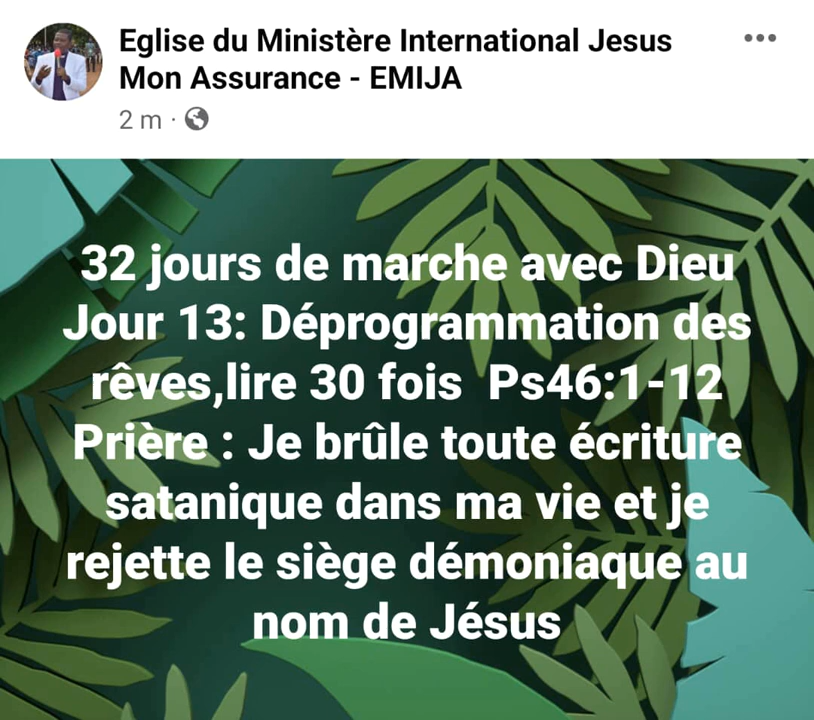 Eglise du Ministère International Jesus
Mon Assurance - EMIJA
2 m ·
32 jours de marche avec Dieu
Jour 13: Déprogrammation des
rêves,lire 30 fois Ps46:1-12
Prière : Je brûle toute écriture
satanique dans ma vie et je
rejette le siège démoniaque au
nom de Jésus